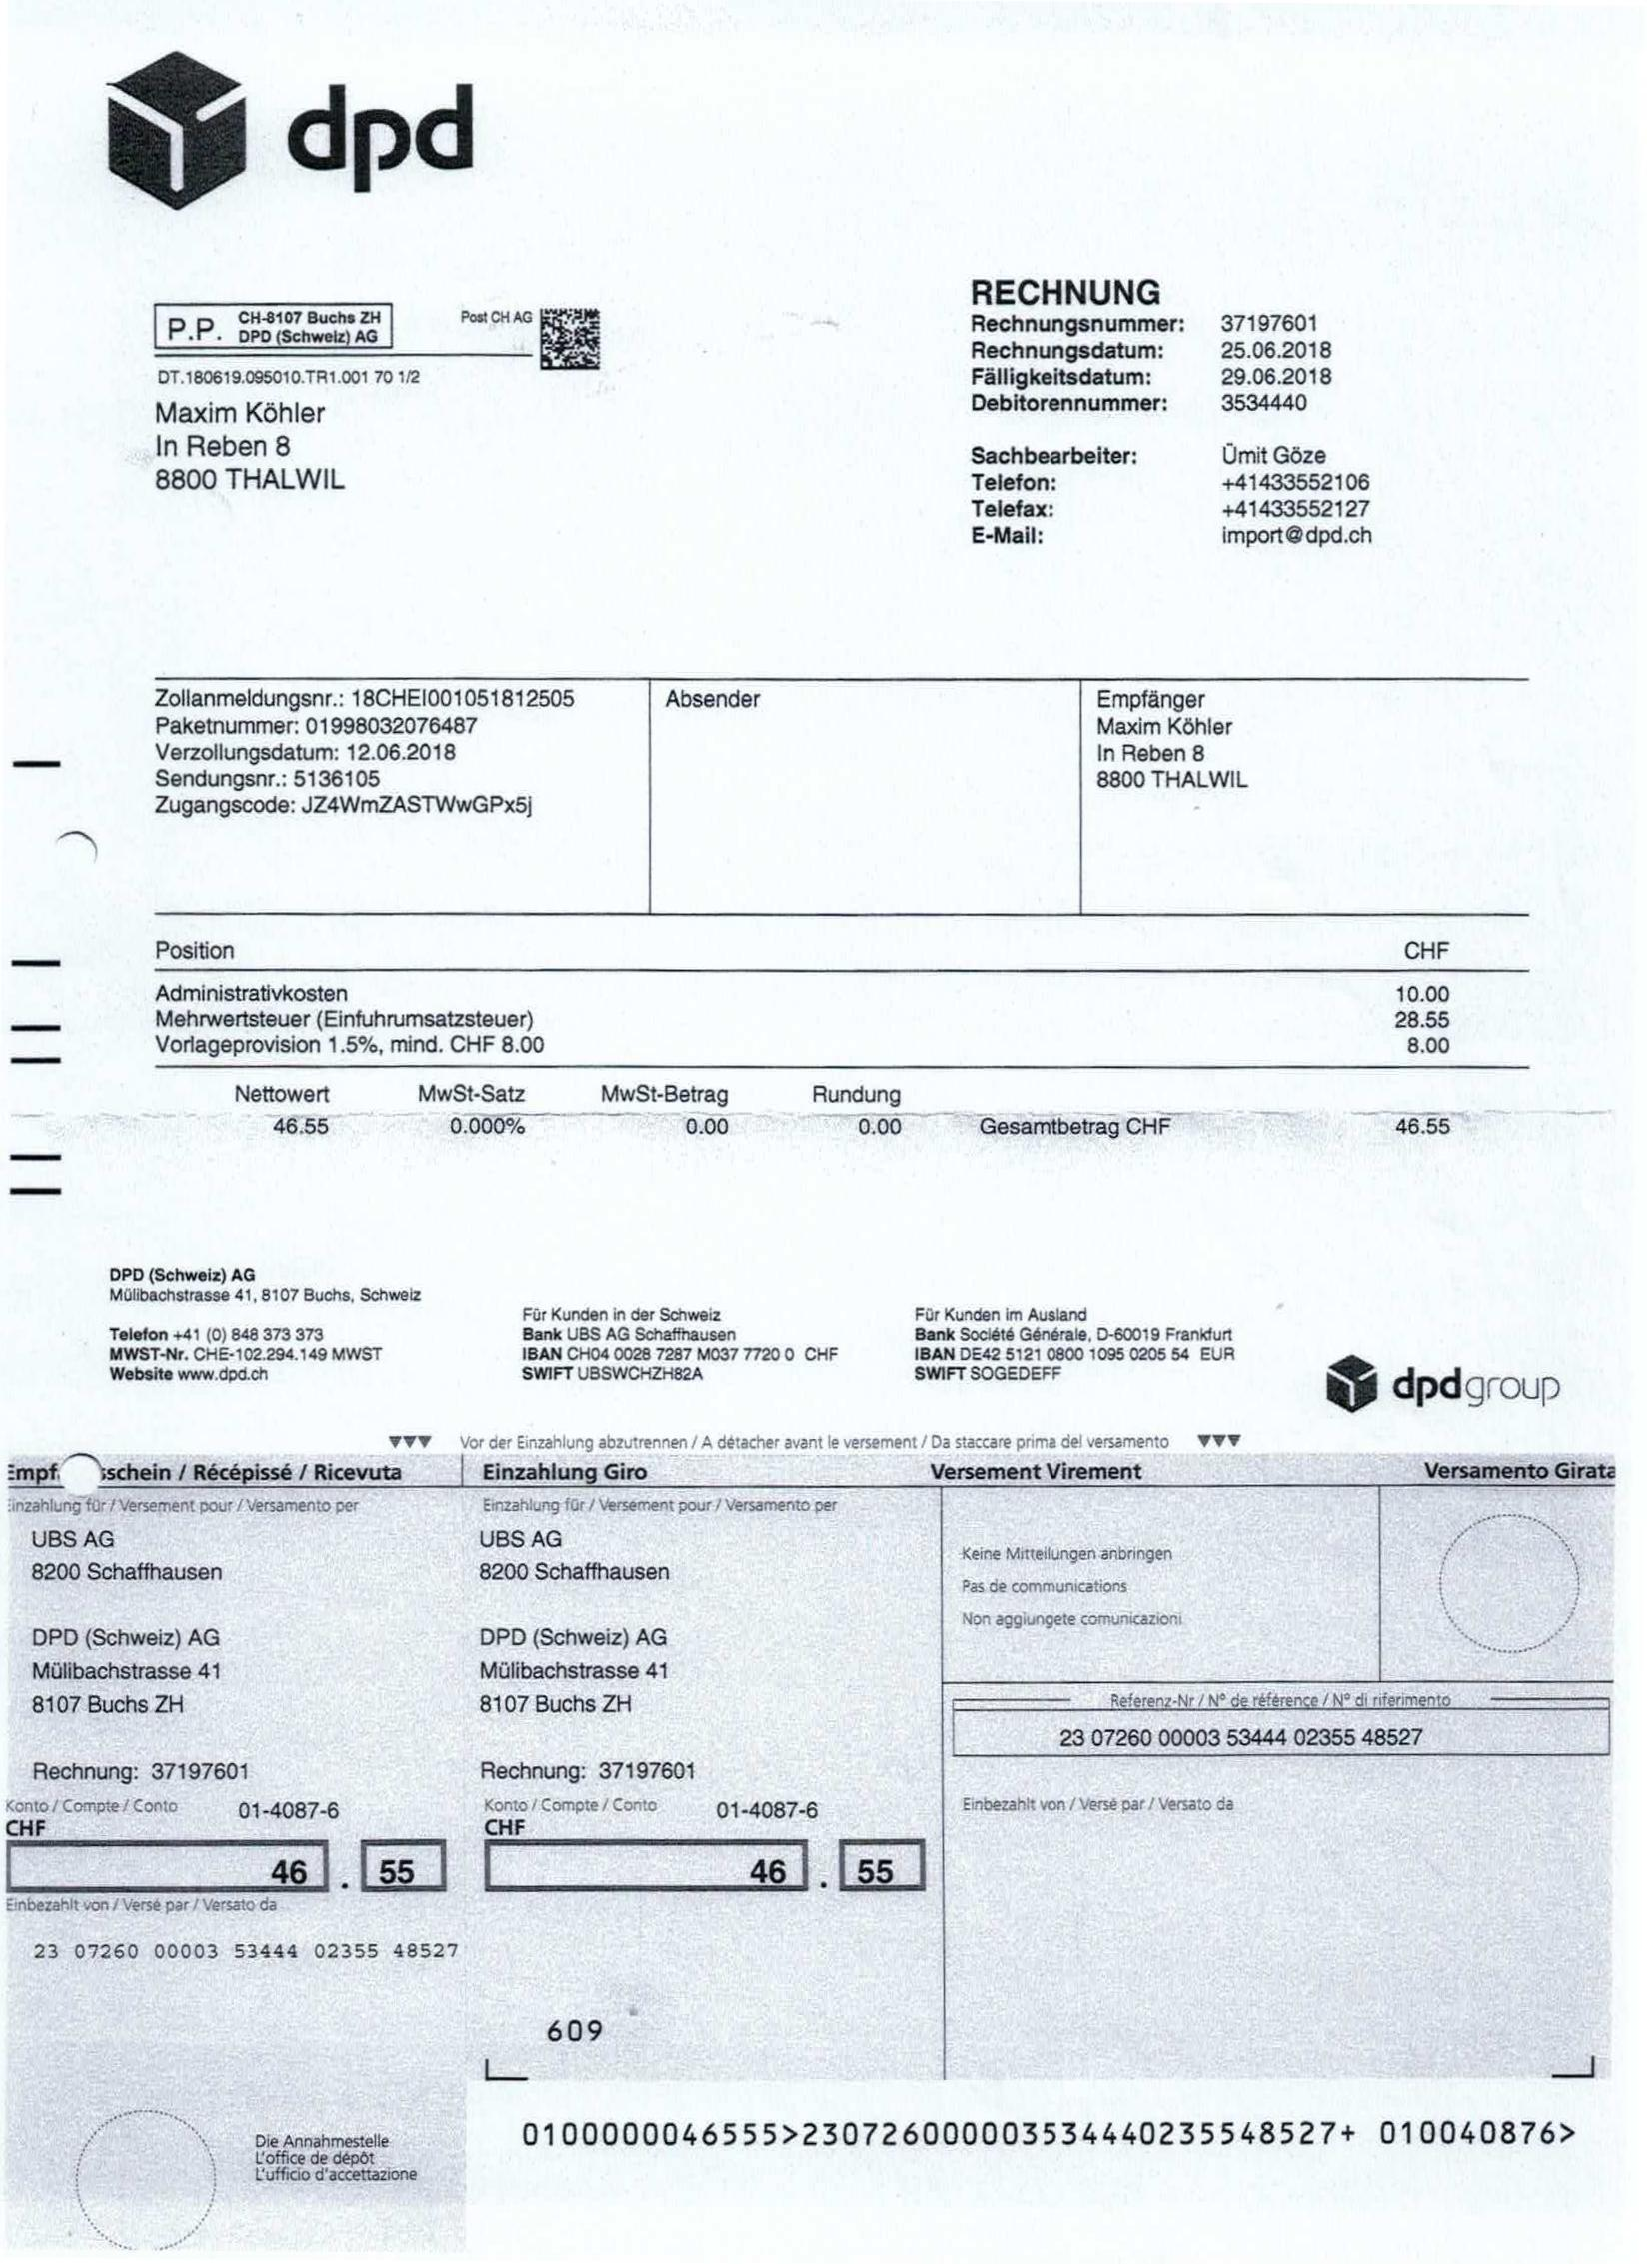 dpd
P.P. CH-8107 Buchs ZH
DPD (Schweiz) AG
Post CH AG
DT.180619.095010.TR1.001 70 1/2
Maxim Köhler
In Reben 8
8800 THALWIL
RECHNUNG
Rechnungsnummer: 37197601
Rechnungsdatum: 25.06.2018
Fälligkeitsdatum: 29.06.2018
Debitorennummer: 3534440
Sachbearbeiter: Ümit Göze
Telefon: +41433552106
Telefax: +41433552127
E-Mail: import@dpd.ch
Zollanmeldungsnr.: 18CHEI001051812505
Paketnummer: 01998032076487
Verzollungsdatum: 12.06.2018
Sendungsnr.: 5136105
Zugangscode: JZ4WmZASTWwGPx5j
Absender
Empfänger
Maxim Köhler
In Reben 8
8800 THALWIL
Position CHF
Administrativkosten 10.00
Mehrwertsteuer (Einfuhrumsatzsteuer) 28.55
Vorlageprovision 1.5%, mind. CHF 8.00 8.00
Nettowert MwSt-Satz MwSt-Betrag Rundung
46.55 0.000% 0.00 0.00 Gesamtbetrag CHF 46.55
DPD (Schweiz) AG
Mülibachstrasse 41, 8107 Buchs, Schweiz
Telefon +41 (0) 848 373 373
MWST-Nr. CHE-102.294.149 MWST
Website www.dpd.ch
Für Kunden in der Schweiz
Bank UBS AG Schaffhausen
IBAN CH04 0028 7287 M037 7720 0 CHF
SWIFT UBSWCHZH82A
Für Kunden im Ausland
Bank Société Générale, D-60019 Frankfurt
IBAN DE42 5121 0800 1095 0205 54 EUR
SWIFT SOGEDEFF
dpdgroup
Vor der Einzahlung abzutrennen / A détacher avant le versement / Da staccare prima del versamento
Empf sschein / Récépissé / Ricevuta
Einzahlung für / Versement pour / Versamento per
UBS AG
8200 Schaffhausen
DPD (Schweiz) AG
Mülibachstrasse 41
8107 Buchs ZH
Rechnung: 37197601
Konto / Compte / Conto 01-4087-6
CHF
46 . 55
Einbezahlt von / Versé par / Versato da
23 07260 00003 53444 02355 48527
Die Annahmestelle
L'office de dépôt
L'ufficio d'accettazione
Einzahlung Giro
Einzahlung für / Versement pour / Versamento per
UBS AG
8200 Schaffhausen
DPD (Schweiz) AG
Mülibachstrasse 41
8107 Buchs ZH
Rechnung: 37197601
Konto / Compte / Conto 01-4087-6
CHF
46 . 55
609
Versement Virement
Versamento Girata
Keine Mitteilungen anbringen
Pas de communications
Non aggiungete comunicazioni
Referenz-Nr / N° de référence / N° di riferimento
23 07260 00003 53444 02355 48527
Einbezahlt von / Versé par / Versato da
0100000046555>230726000003534440235548527+ 010040876>